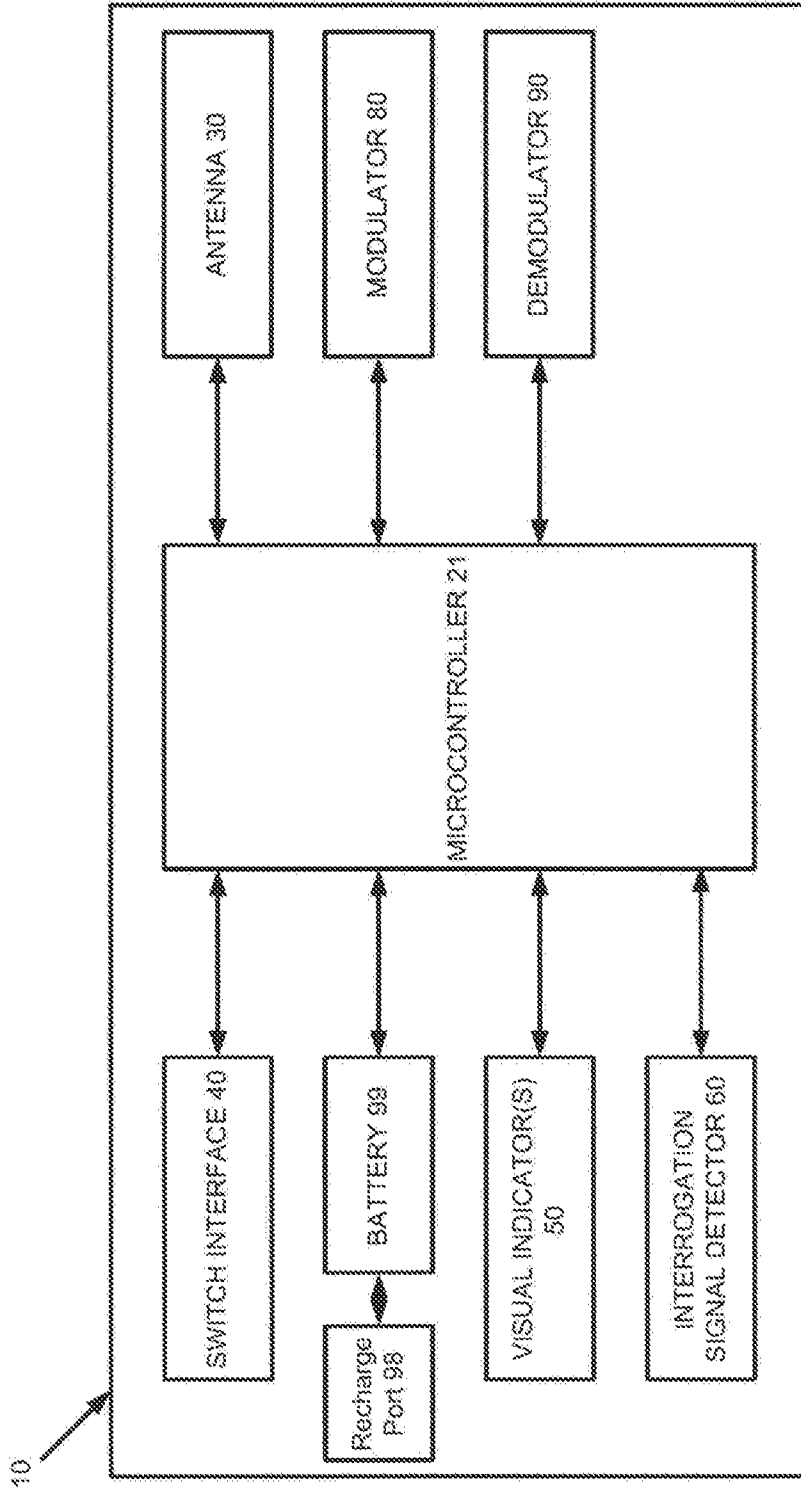 10
SWITCH INTERFACE 40
Recharge
Port 98
BATTERY 99
VISUAL INDICATOR(S)
50
INTERROGATION
SIGNAL DETECTOR 60
MICROCONTROLLER 21
ANTENNA 30
MODULATOR 80
DEMODULATOR 90